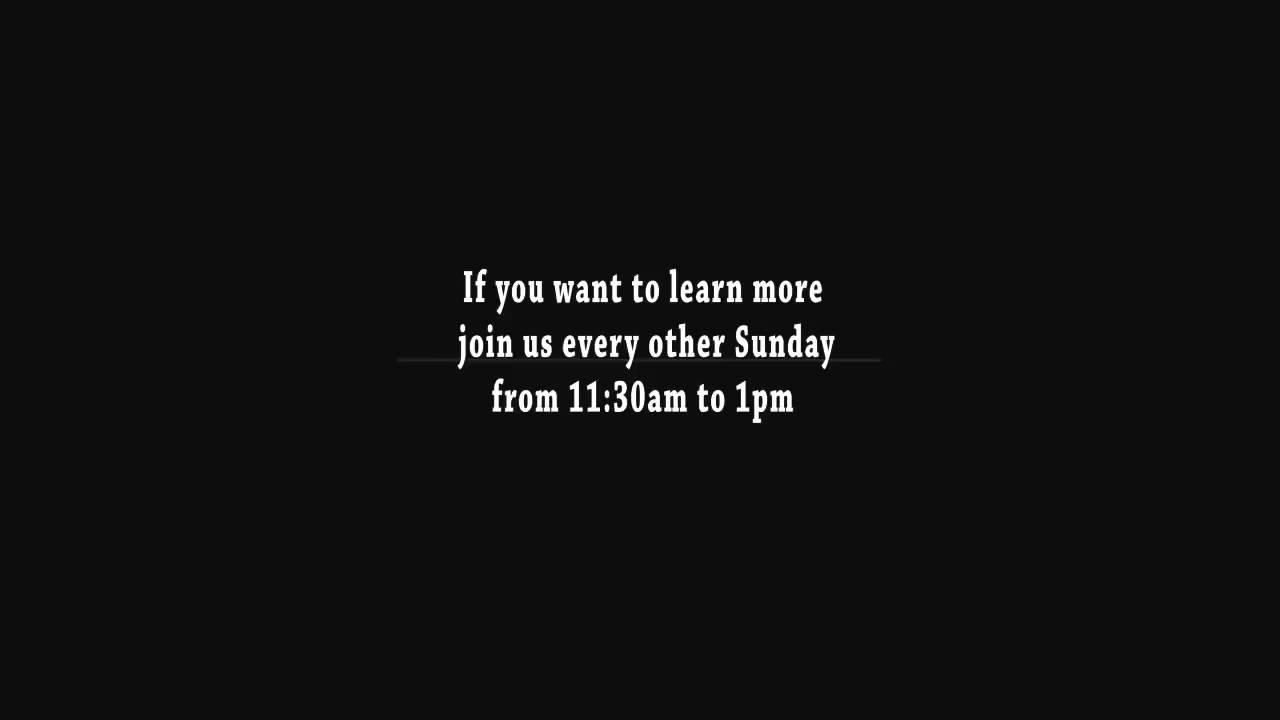 If you want to learn more
join us every other Sunday
from 11:30am to 1pm